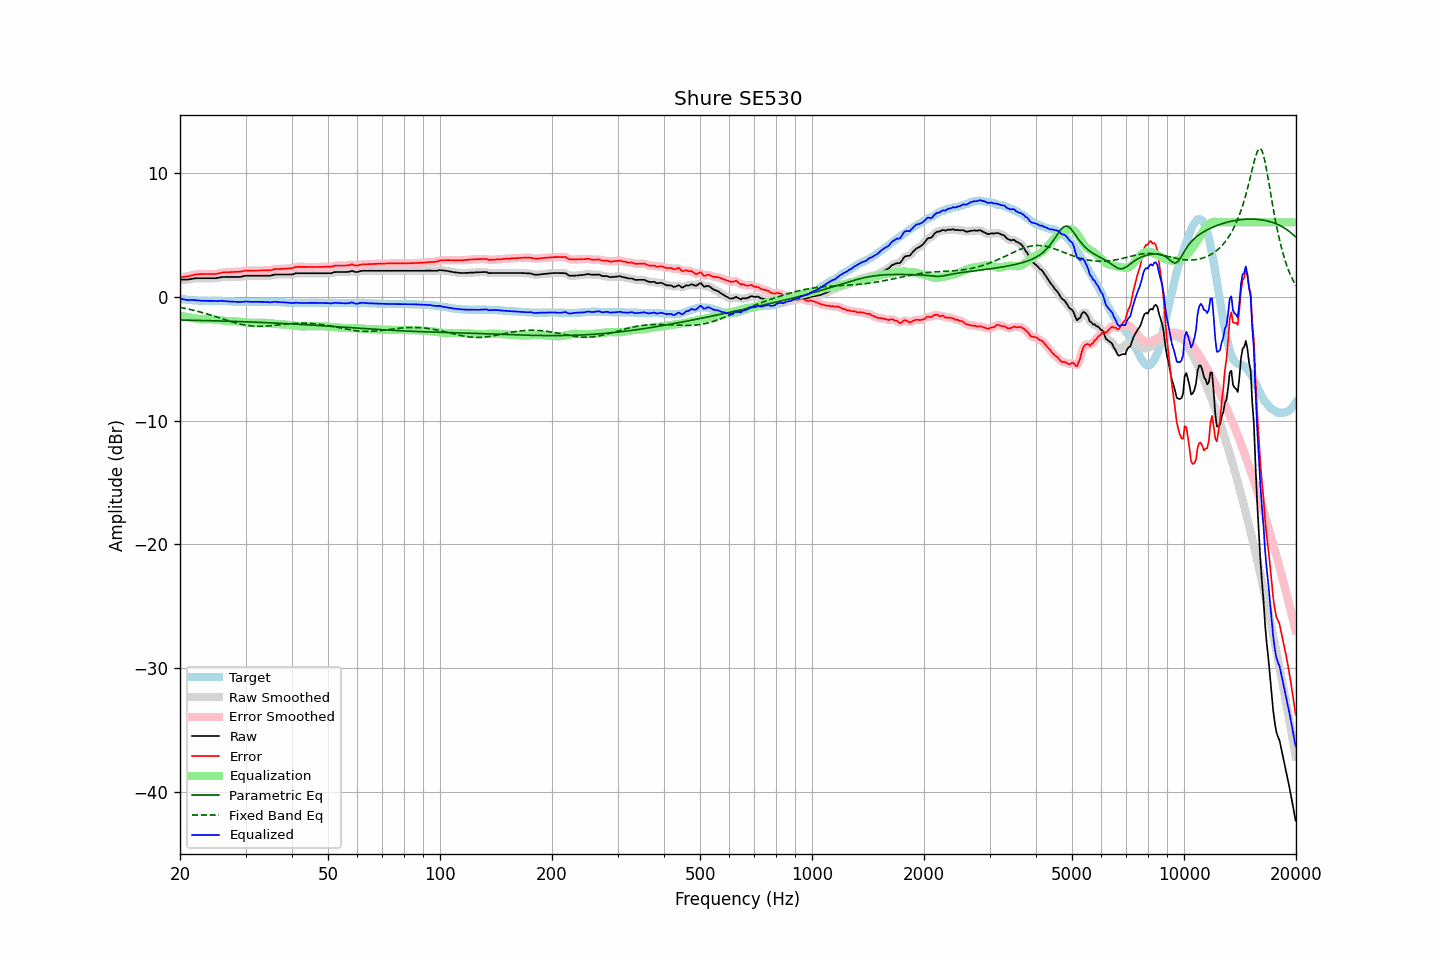 Shure SE530
10
0
−10
−20
−30
−40
Amplitude (dBr)
Target
Raw Smoothed
Error Smoothed
Raw
Error
Equalization
Parametric Eq
Fixed Band Eq
Equalized
20 50 100 200 500 1000 2000 5000 10000 20000
Frequency (Hz)